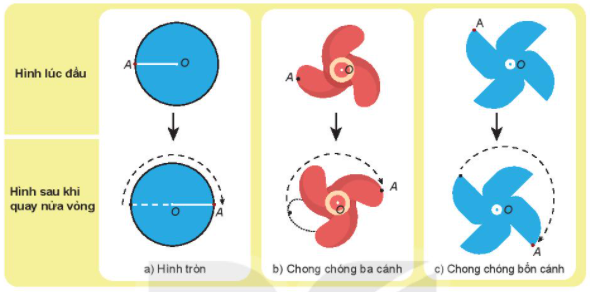 Hình lúc đầu
A
O
A
O
A
O
Hình sau khi
quay nửa vòng
O
A
O
A
O
A
a) Hình tròn
b) Chong chóng ba cánh
c) Chong chóng bốn cánh